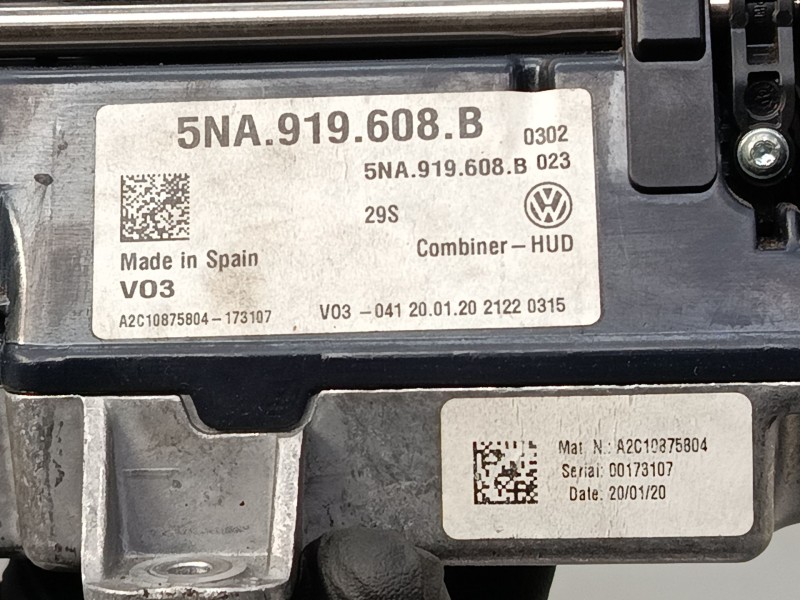 5NA.919.608.B 0302
5NA.919.608.B 023
29S
Combiner-HUD
Made in Spain
V03
A2C10875804-173107
V03-041 20.01.20 2122 0315
Mat. N.: A2C10875804
Serial: 00173107
Date: 20/01/20